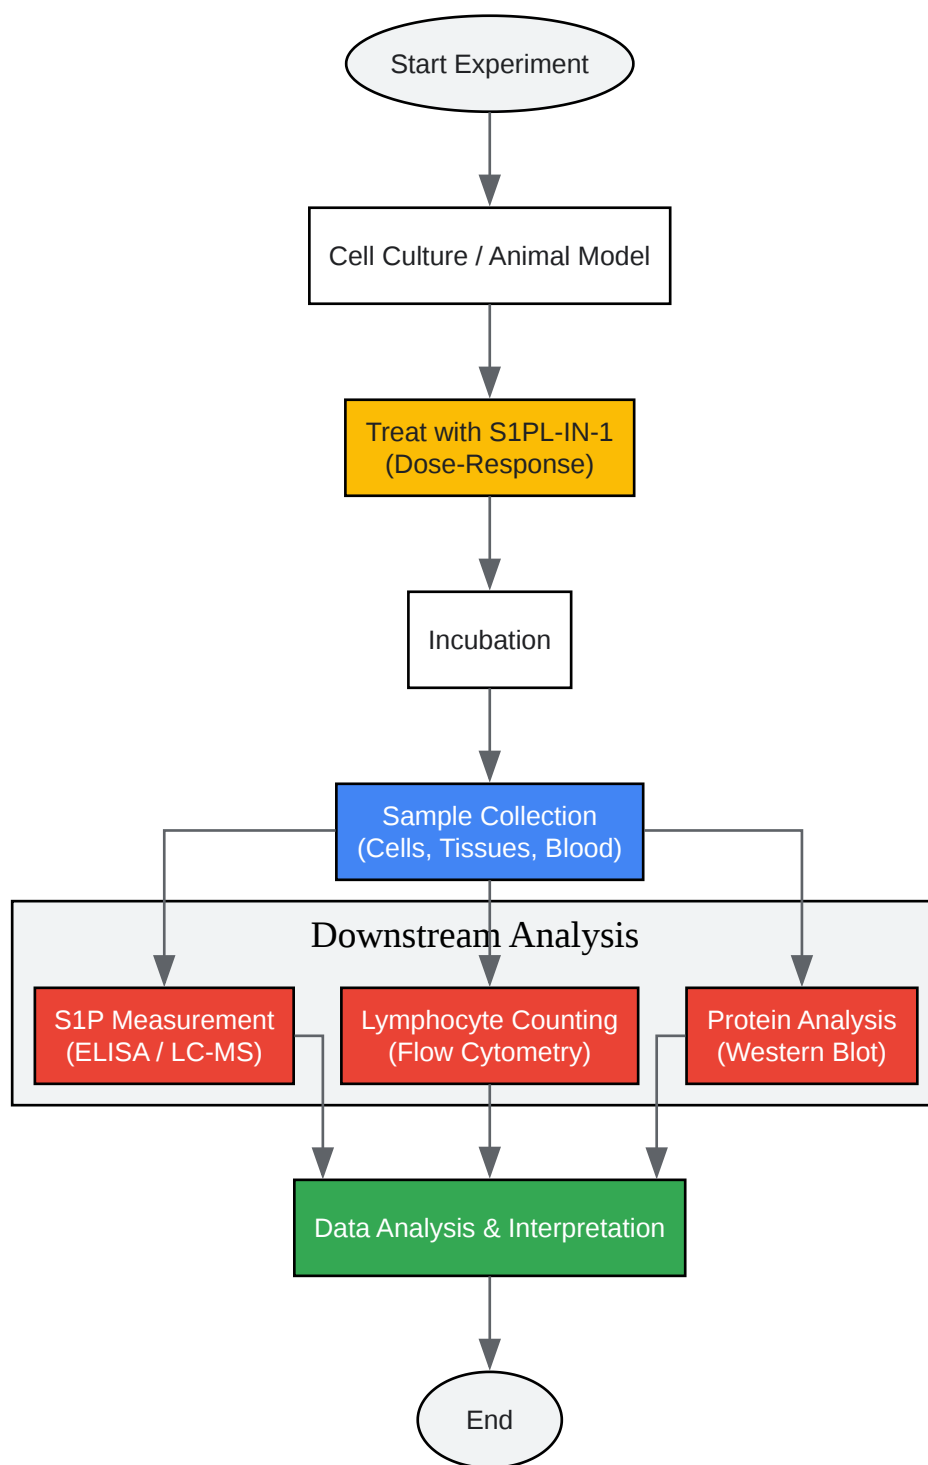 Start Experiment
Cell Culture / Animal Model
Treat with S1PL-IN-1
(Dose-Response)
Incubation
Sample Collection
(Cells, Tissues, Blood)
Downstream Analysis
S1P Measurement
(ELISA / LC-MS)
Lymphocyte Counting
(Flow Cytometry)
Protein Analysis
(Western Blot)
Data Analysis & Interpretation
End